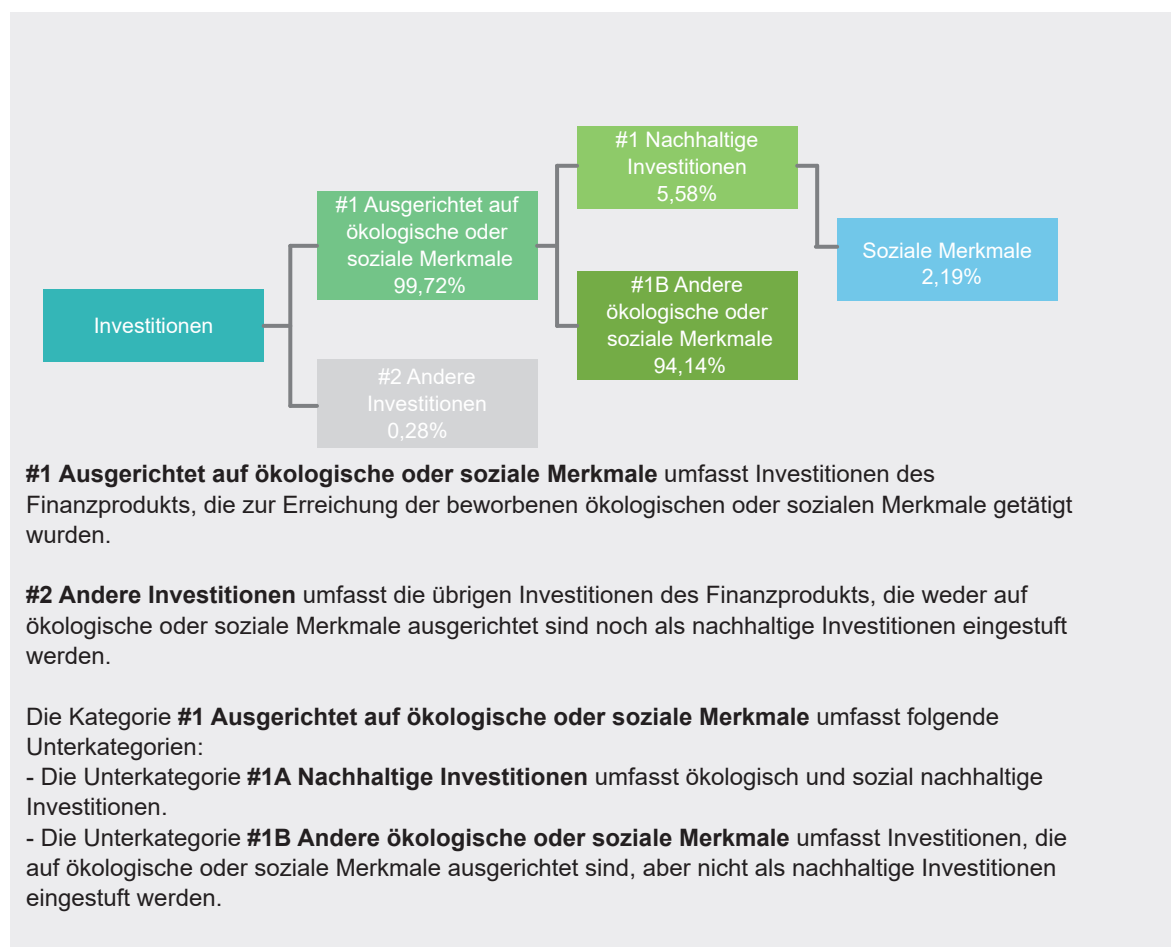 #1 Nachhaltige
Investitionen
5,58%
#1 Ausgerichtet auf
ökologische oder
soziale Merkmale
99,72%
Soziale Merkmale
2,19%
#1B Andere
ökologische oder
soziale Merkmale
94,14%
Investitionen
#2 Andere
Investitionen
0,28%
#1 Ausgerichtet auf ökologische oder soziale Merkmale umfasst Investitionen des
Finanzprodukts, die zur Erreichung der beworbenen ökologischen oder sozialen Merkmale getätigt
wurden.
#2 Andere Investitionen umfasst die übrigen Investitionen des Finanzprodukts, die weder auf
ökologische oder soziale Merkmale ausgerichtet sind noch als nachhaltige Investitionen eingestuft
werden.
Die Kategorie #1 Ausgerichtet auf ökologische oder soziale Merkmale umfasst folgende
Unterkategorien:
- Die Unterkategorie #1A Nachhaltige Investitionen umfasst ökologisch und sozial nachhaltige
Investitionen.
- Die Unterkategorie #1B Andere ökologische oder soziale Merkmale umfasst Investitionen, die
auf ökologische oder soziale Merkmale ausgerichtet sind, aber nicht als nachhaltige Investitionen
eingestuft werden.